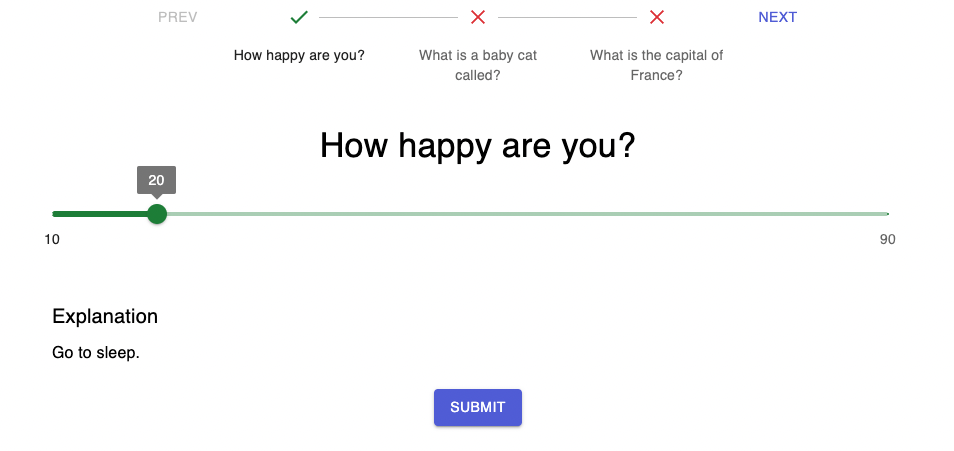 PREV
NEXT
How happy are you?
What is a baby cat
called?
What is the capital of
France?
How happy are you?
20
10
90
Explanation
Go to sleep.
SUBMIT